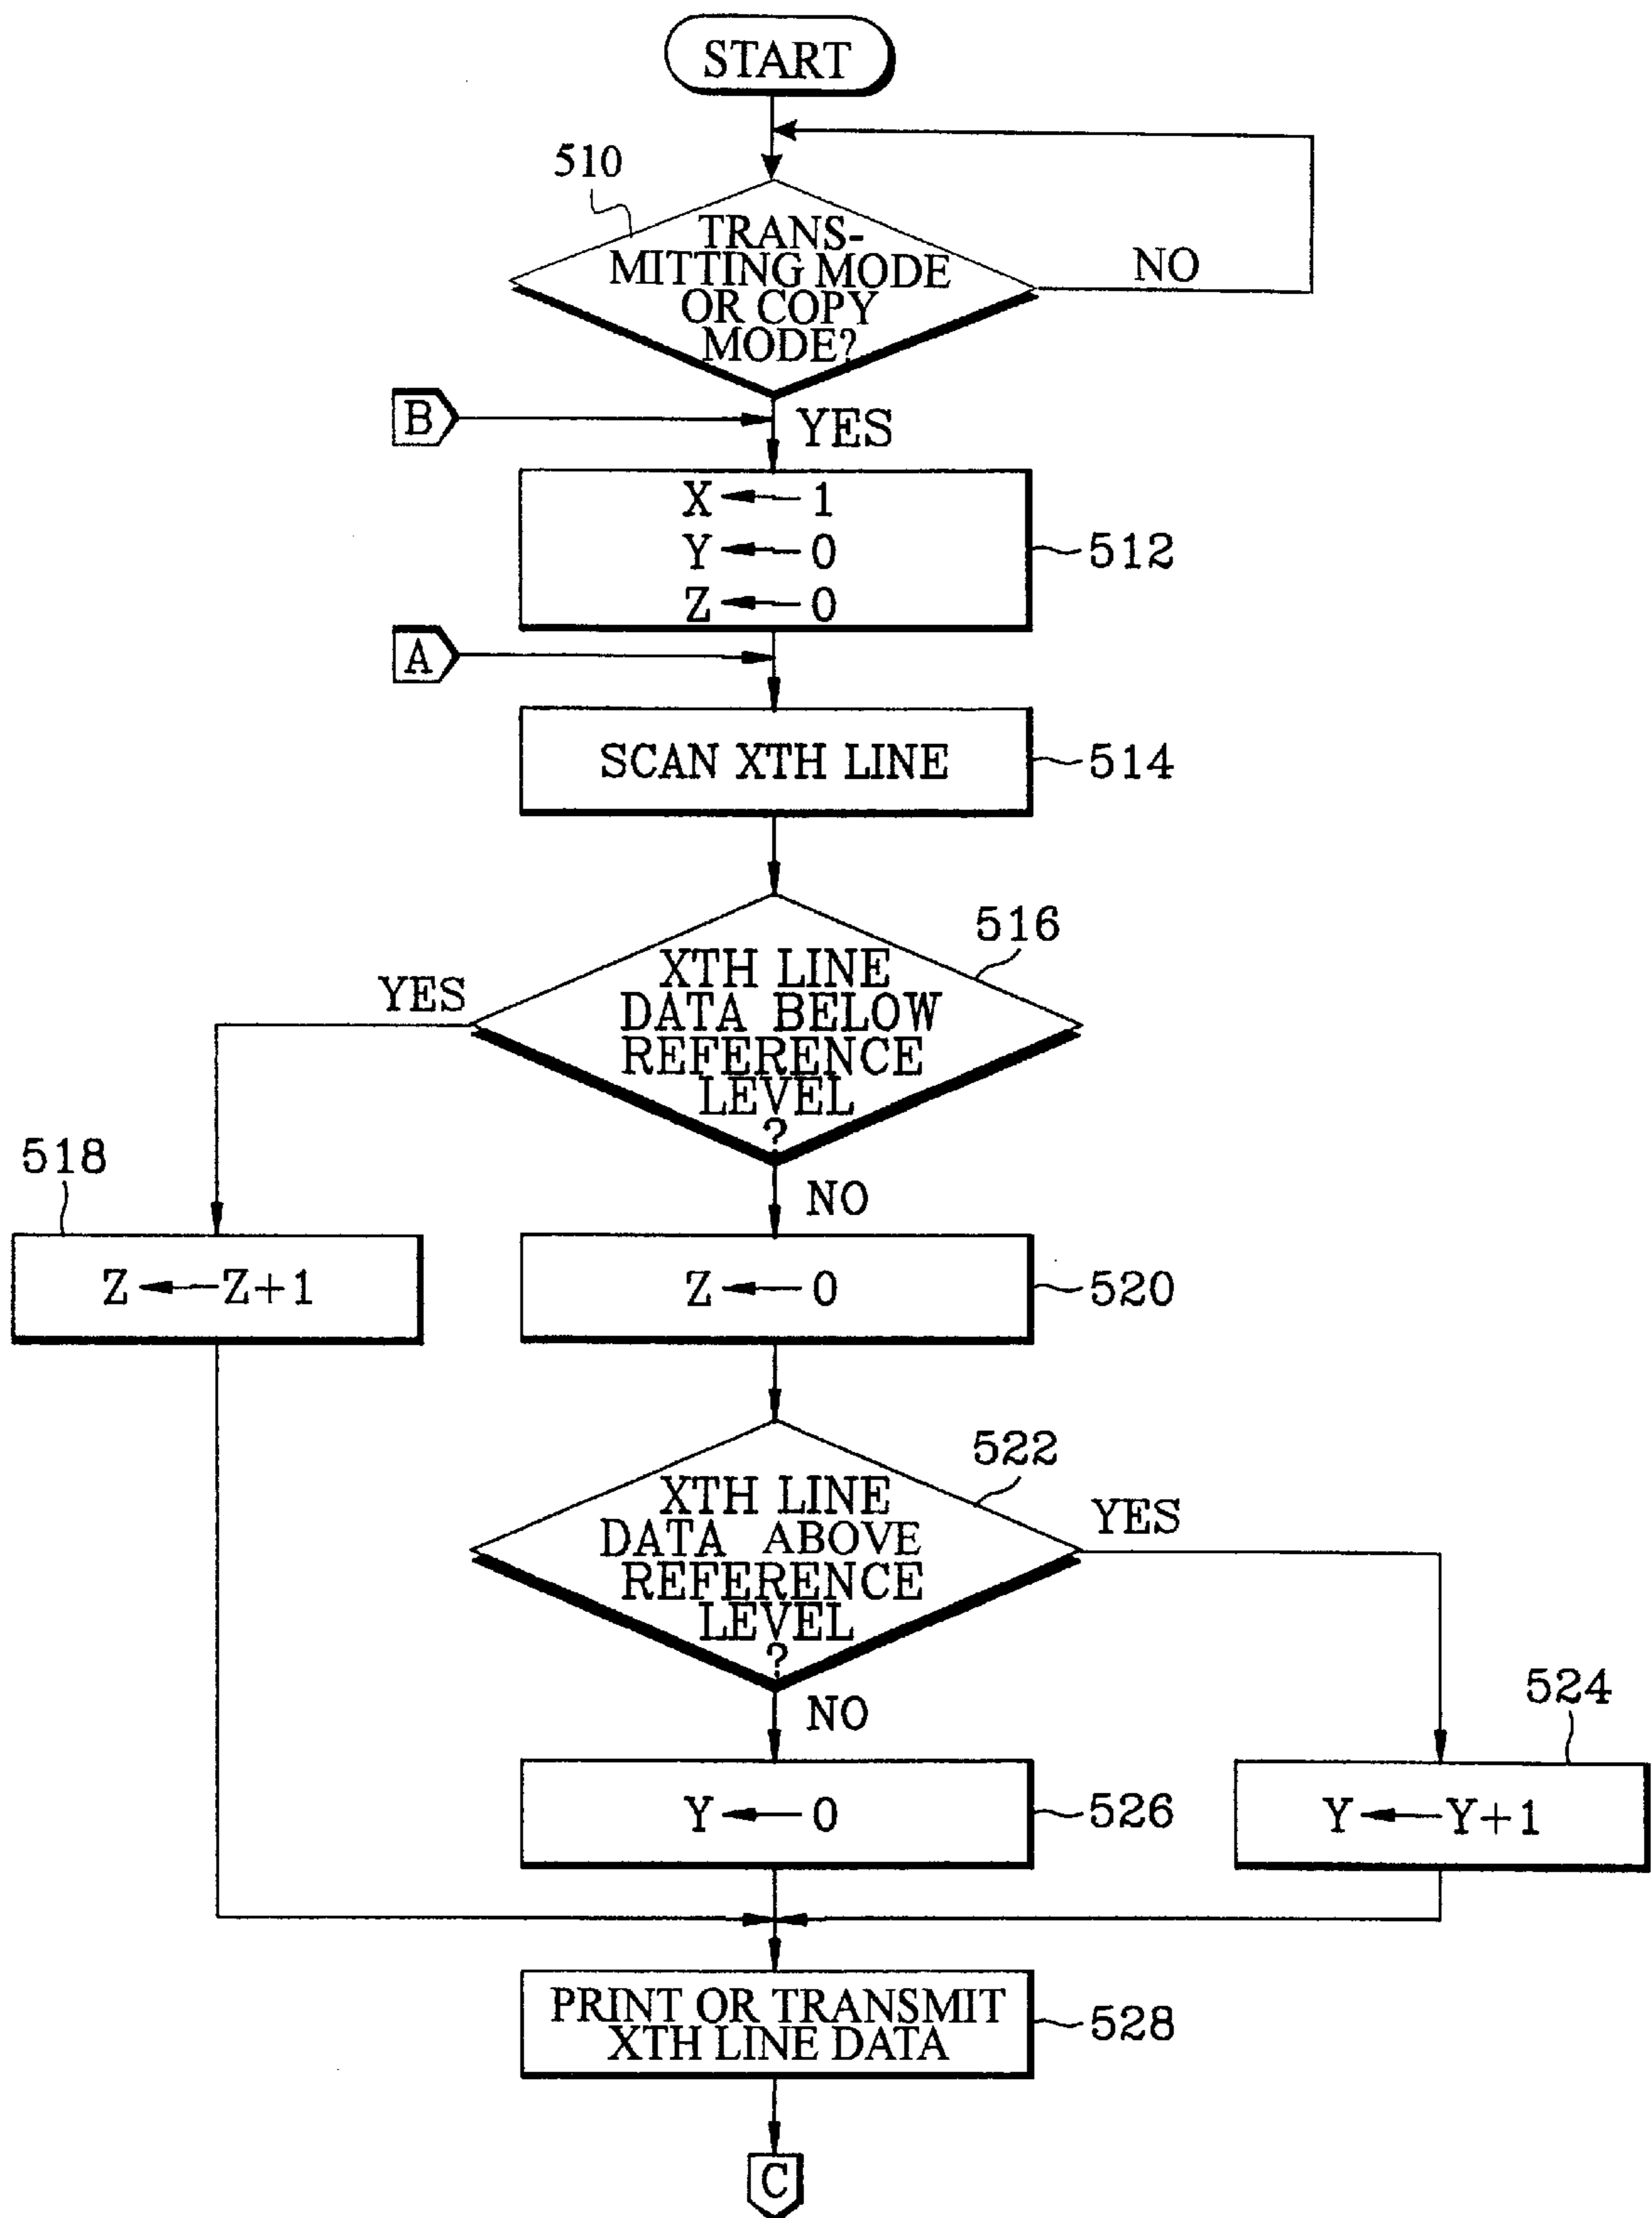 START
510
TRANS-
MITTING MODE
OR COPY
MODE?
NO
B
YES
X ← 1
Y ← 0
512
Z ← 0
A
SCAN XTH LINE
514
516
YES
XTH LINE
DATA BELOW
REFERENCE
LEVEL
?
518
NO
Z ← Z+1
Z ← 0
520
522
XTH LINE
DATA ABOVE
REFERENCE
LEVEL
?
YES
NO
524
Y ← 0
526
Y ← Y+1
PRINT OR TRANSMIT
XTH LINE DATA
528
C